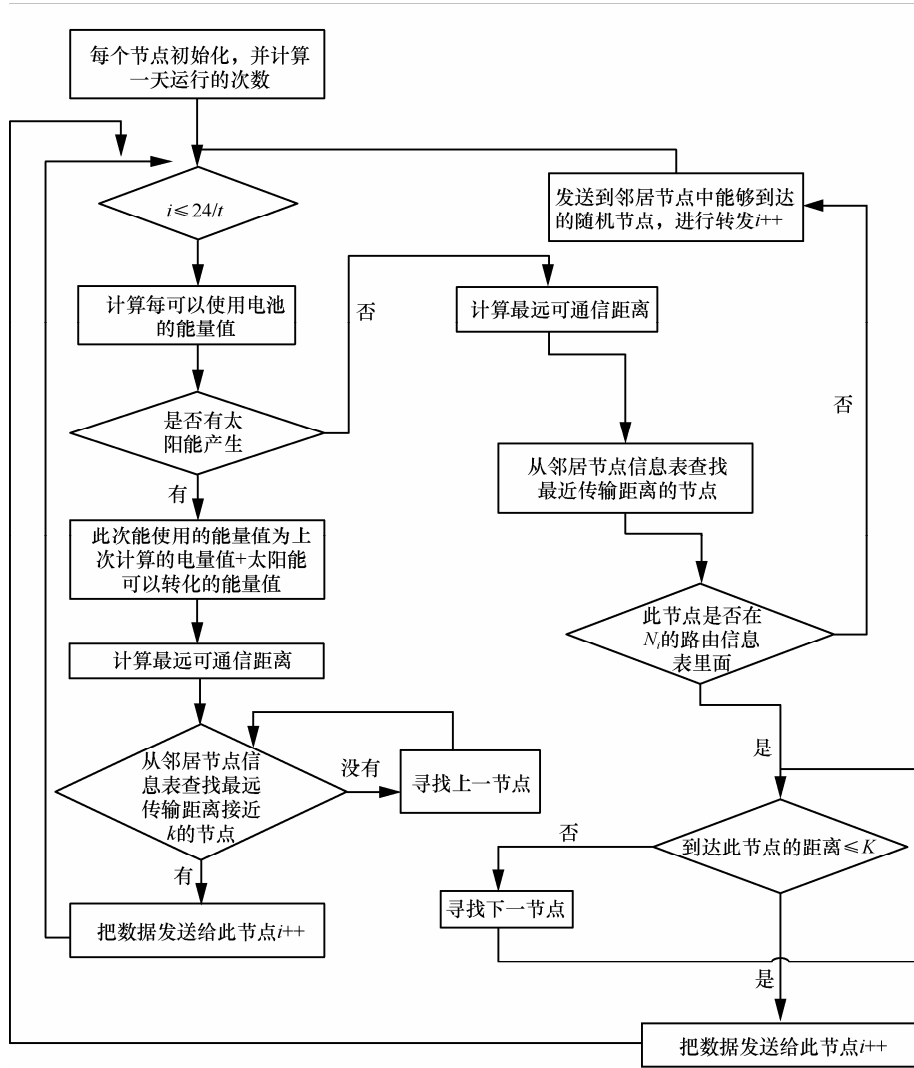 每个节点初始化，并计算
一天运行的次数
i≤24/t
计算每可以使用电池
的能量值
是否有太
阳能产生
有
此次能使用的能量值为上
次计算的电量值+太阳能
可以转化的能量值
计算最远可通信距离
从邻居节点信
息表查找最远
传输距离接近
k的节点
没有
寻找上一节点
有
把数据发送给此节点i++
否
计算最远可通信距离
从邻居节点信息表查找
最近传输距离的节点
此节点是否在
Ni的路由信息
表里面
否
发送到邻居节点中能够到达
的随机节点，进行转发i++
是
到达此节点的距离≤K
否
寻找下一节点
是
把数据发送给此节点i++